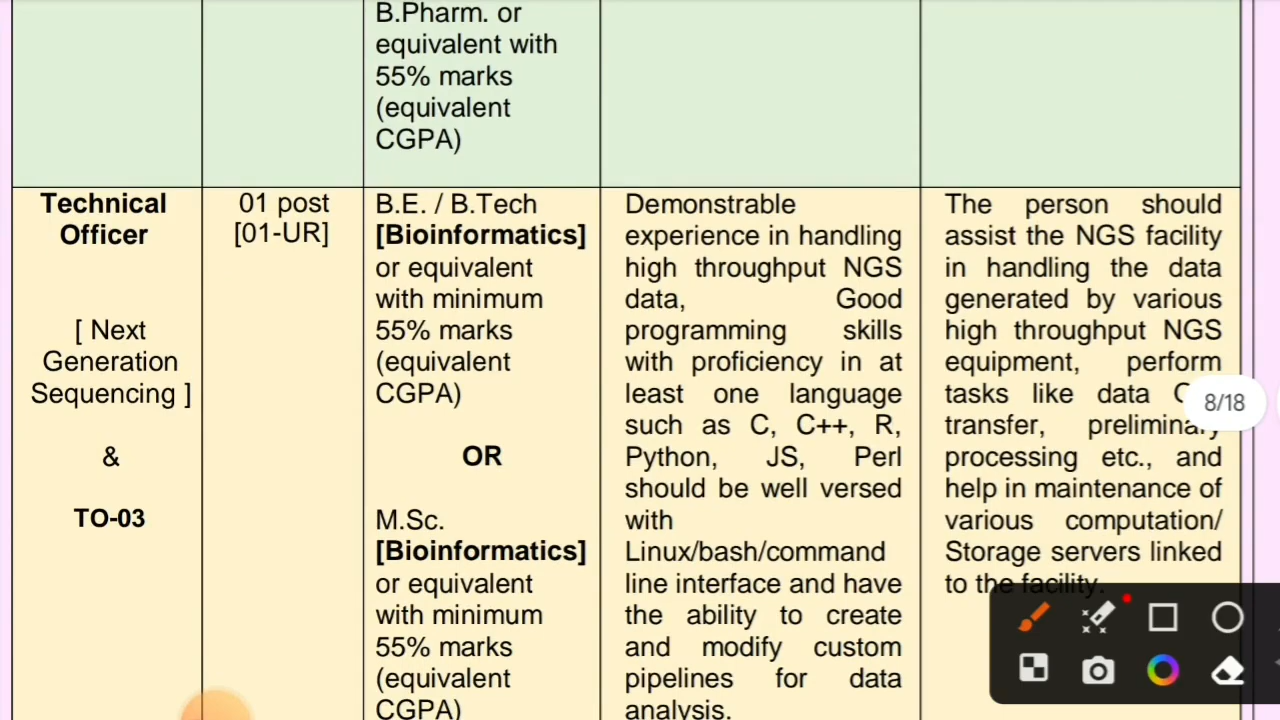 B.Pharm. or
equivalent with
55% marks
(equivalent
CGPA)
Technical
Officer
[ Next
Generation
Sequencing ]
&
TO-03
01 post
[01-UR]
B.E. / B.Tech
[Bioinformatics]
or equivalent
with minimum
55% marks
(equivalent
CGPA)
OR
M.Sc.
[Bioinformatics]
or equivalent
with minimum
55% marks
(equivalent
CGPA)
Demonstrable
experience in handling
high throughput NGS
data, Good
programming skills
with proficiency in at
least one language
such as C, C++, R,
Python, JS, Perl
should be well versed
with
Linux/bash/command
line interface and have
the ability to create
and modify custom
pipelines for data
analysis.
The person should
assist the NGS facility
in handling the data
generated by various
high throughput NGS
equipment, perform
tasks like data
transfer, preliminary
processing etc., and
help in maintenance of
various computation/
Storage servers linked
to the facility.
8/18